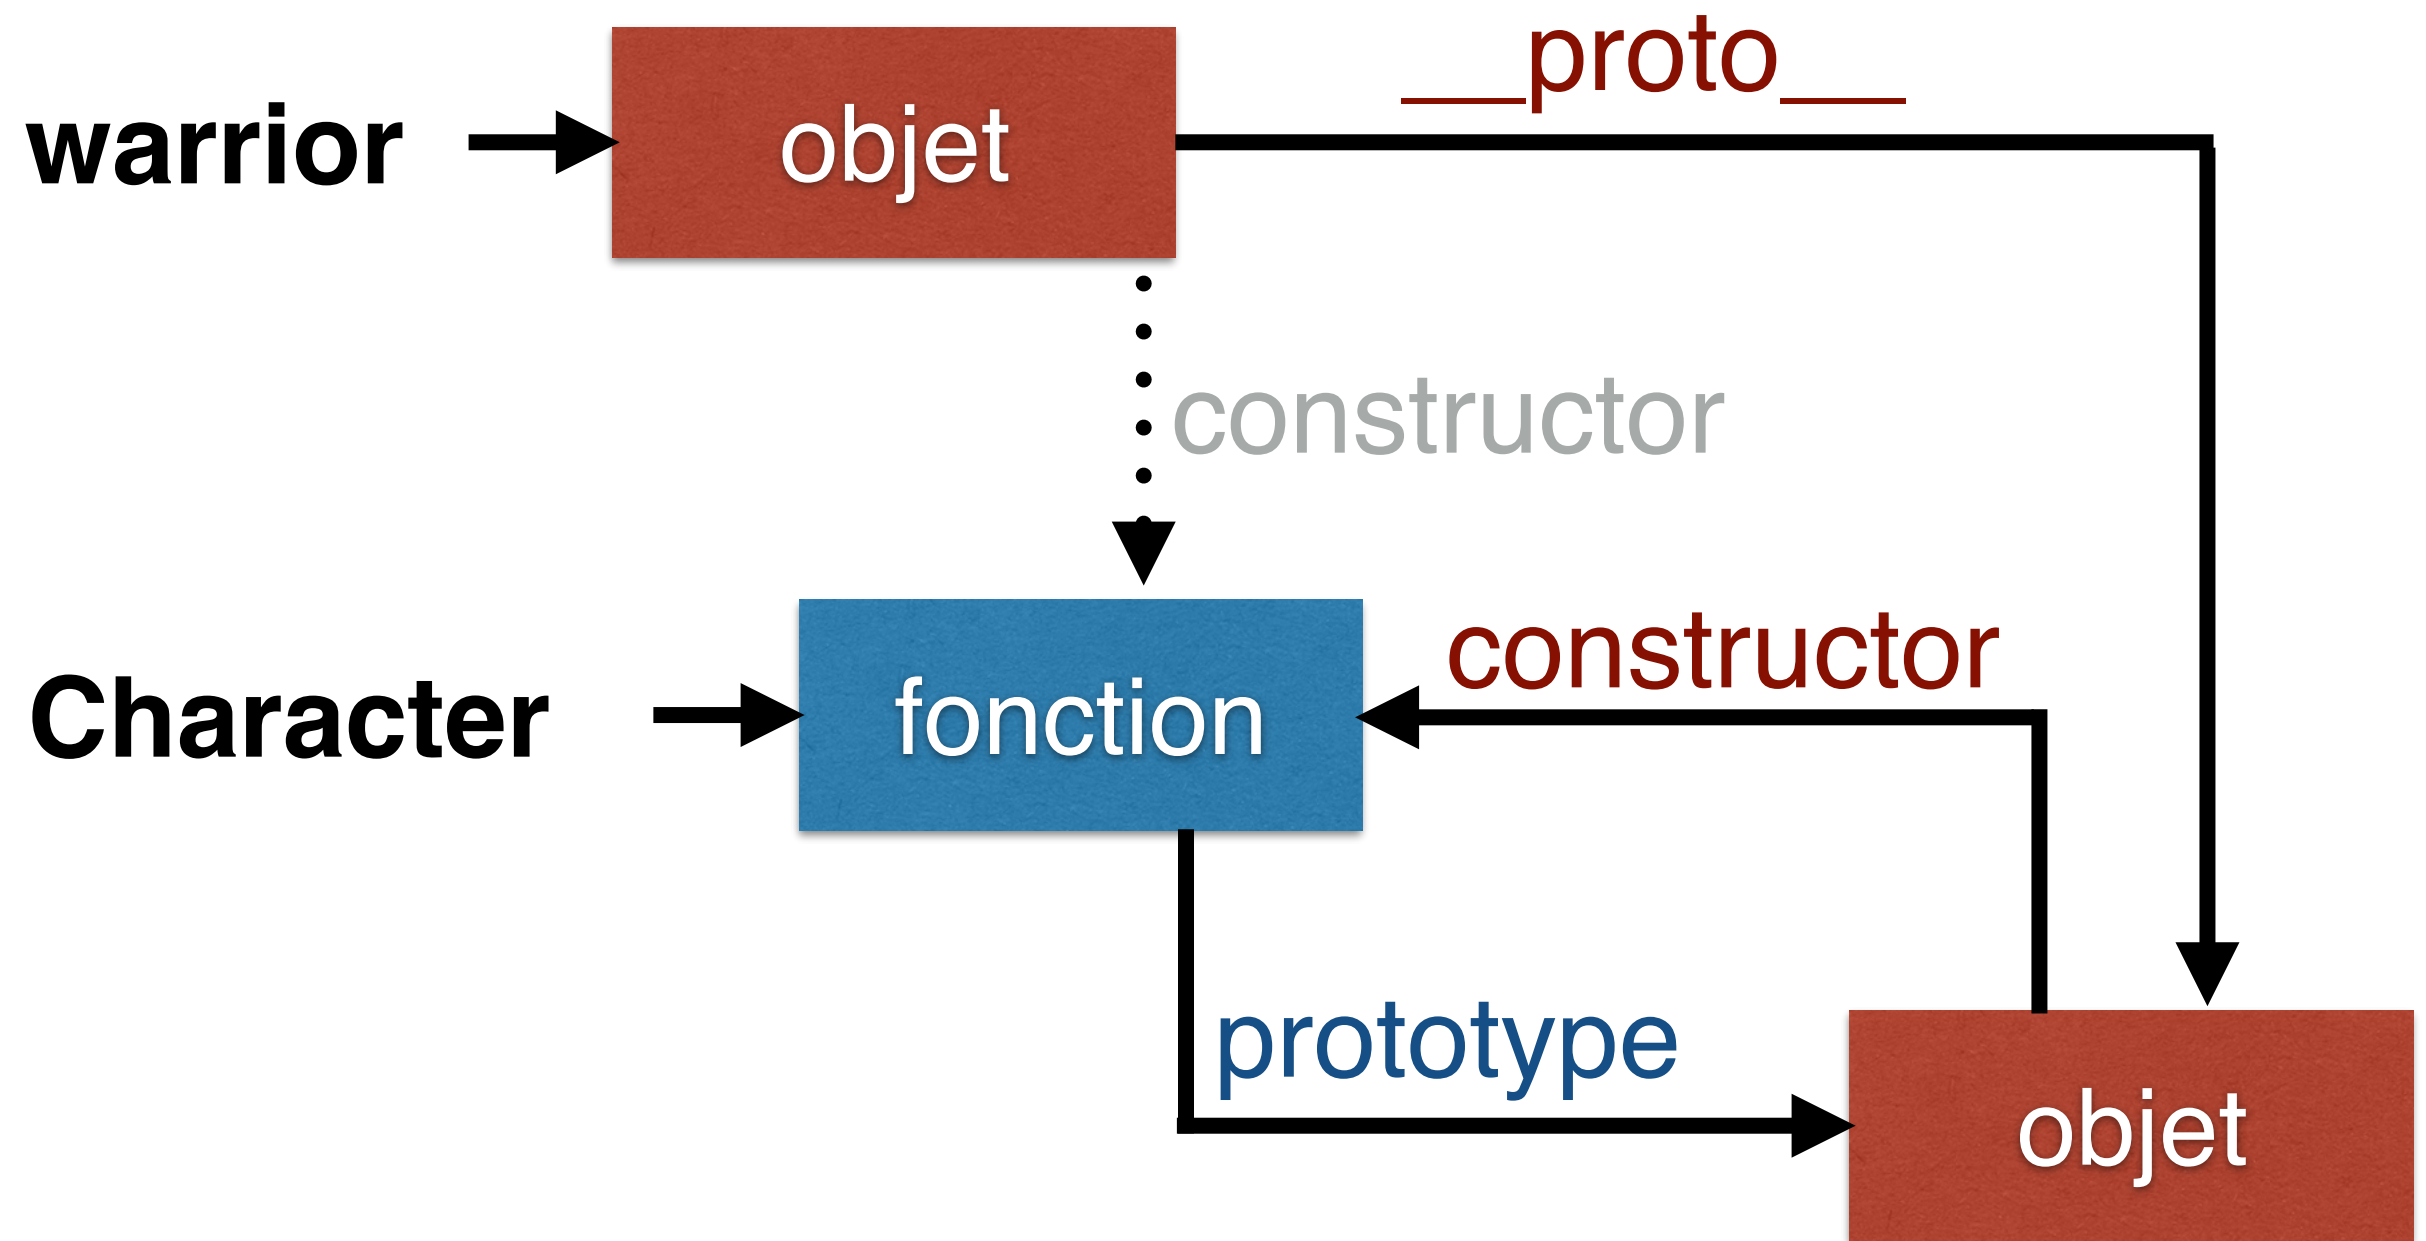 __proto__
warrior
objet
constructor
constructor
Character
fonction
prototype
objet